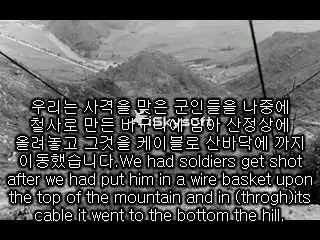 우리는 사격을 맞은 군인들을 나중에
철사로 만든 바구니에 담아 산정상에
올려놓고 그것을 케이블로 산바닥에 까지
이동했습니다.We had soldiers get shot
after we had put him in a wire basket upon
the top of the mountain and in (throgh)its
cable it went to the bottom the hill.